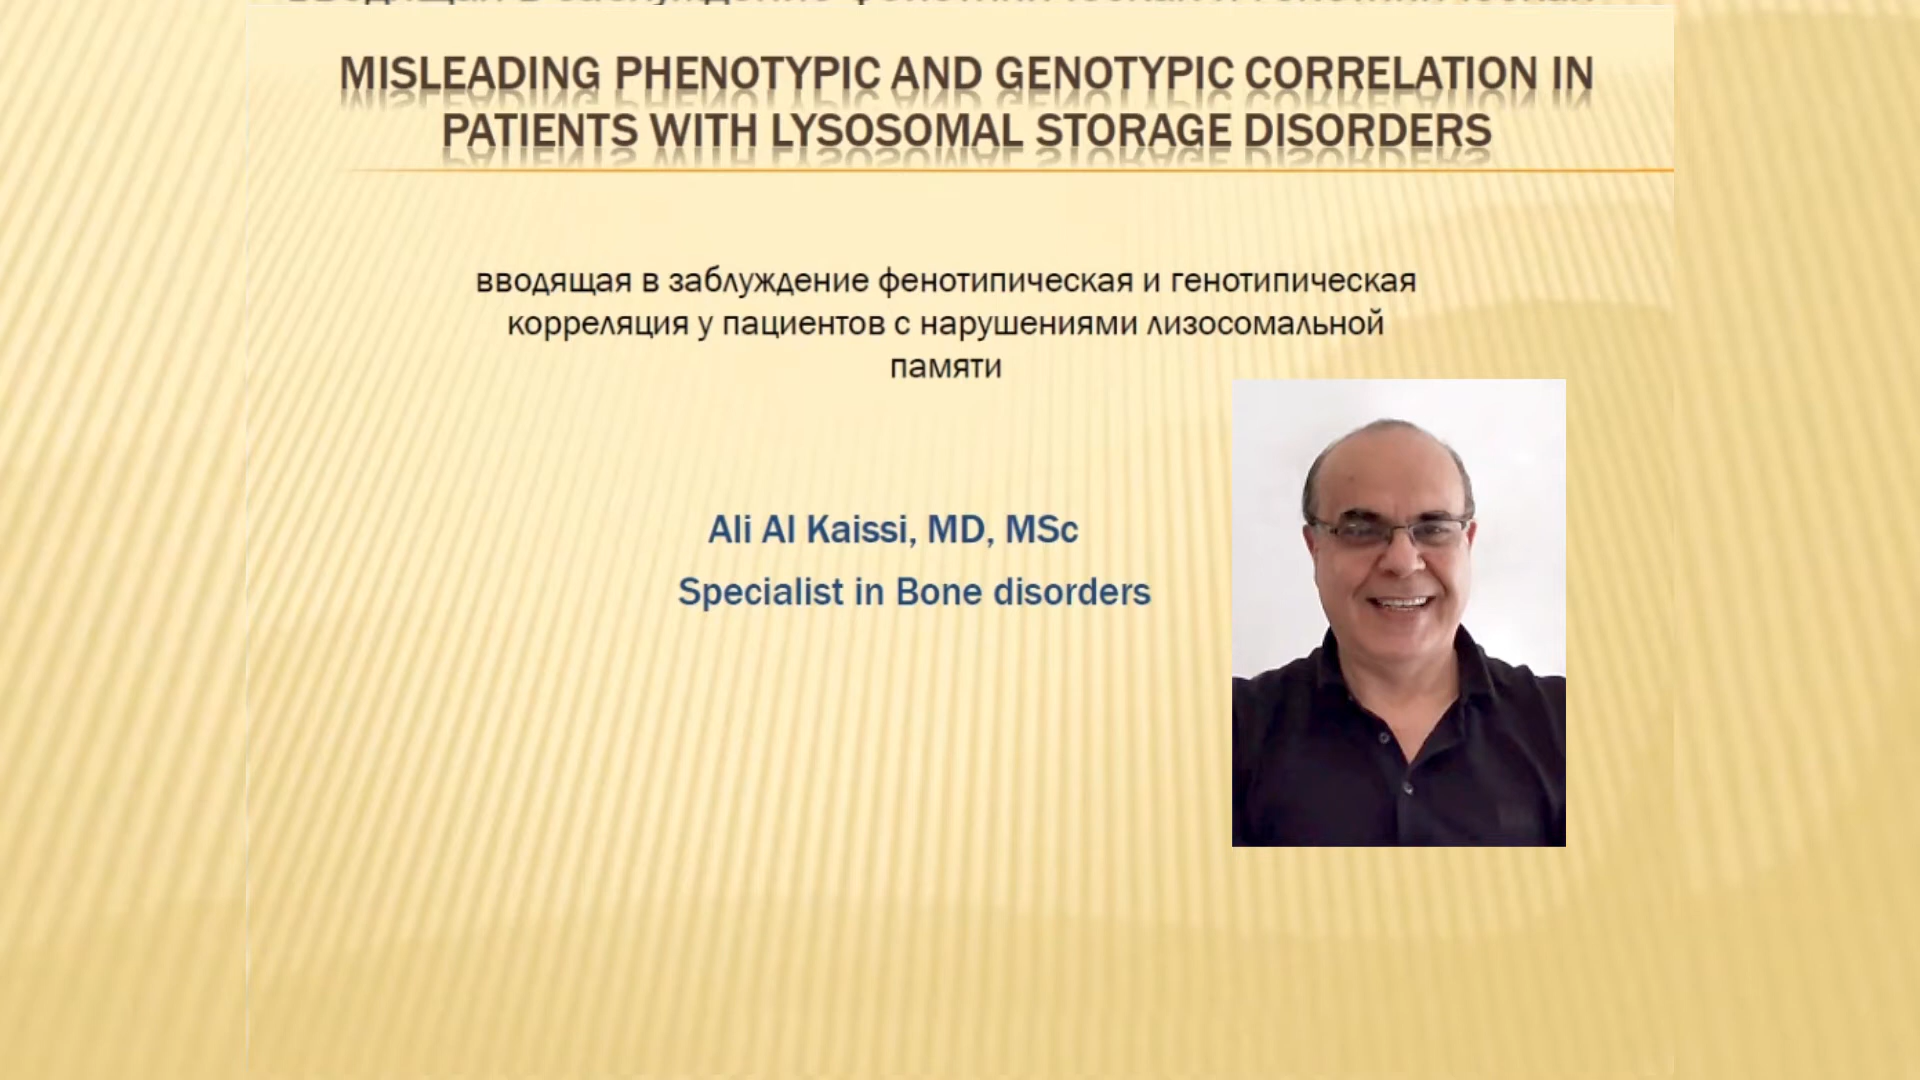 MISLEADING PHENOTYPIC AND GENOTYPIC CORRELATION IN
PATIENTS WITH LYSOSOMAL STORAGE DISORDERS
вводящая в заблуждение фенотипическая и генотипическая
корреляция у пациентов с нарушениями лизосомальной
памяти
Ali Al Kaissi, MD, MSc
Specialist in Bone disorders